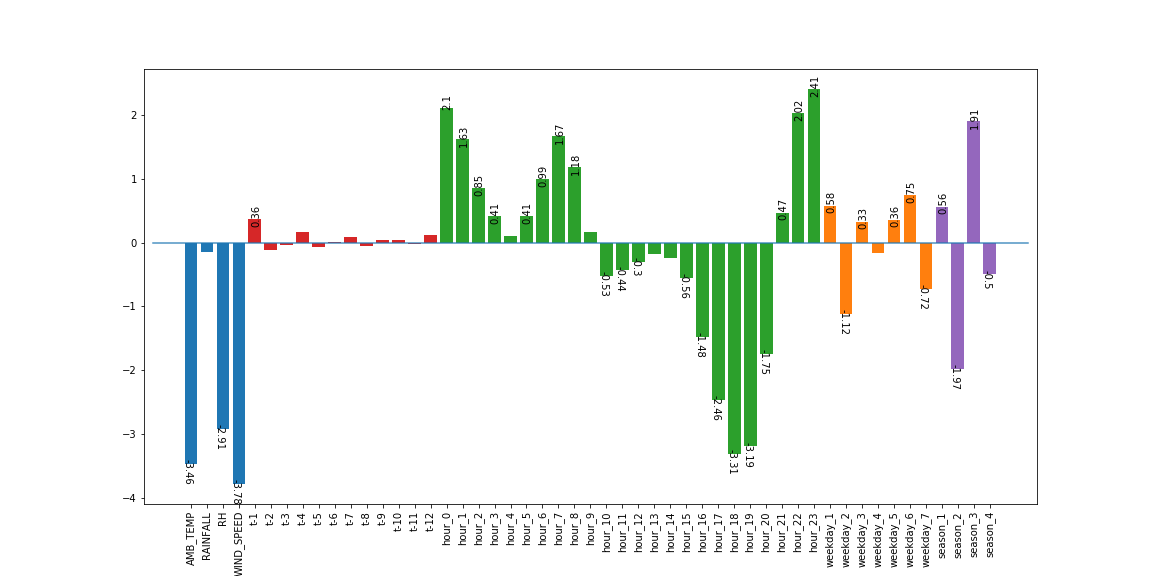 2
1
0
−1
−2
−3
−4
-3.46
-2.91
-3.78
0.36
2.1
1.63
0.85
0.41
0.41
0.99
1.67
1.18
-0.53
-0.44
-0.3
-0.56
-1.48
-2.46
-3.31
-3.19
-1.75
0.47
2.02
2.41
0.58
-1.12
0.33
0.36
0.75
-0.72
0.56
-1.97
1.91
-0.5
AMB_TEMP
RAINFALL
RH
WIND_SPEED
t-1
t-2
t-3
t-4
t-5
t-6
t-7
t-8
t-9
t-10
t-11
t-12
hour_0
hour_1
hour_2
hour_3
hour_4
hour_5
hour_6
hour_7
hour_8
hour_9
hour_10
hour_11
hour_12
hour_13
hour_14
hour_15
hour_16
hour_17
hour_18
hour_19
hour_20
hour_21
hour_22
hour_23
weekday_1
weekday_2
weekday_3
weekday_4
weekday_5
weekday_6
weekday_7
season_1
season_2
season_3
season_4